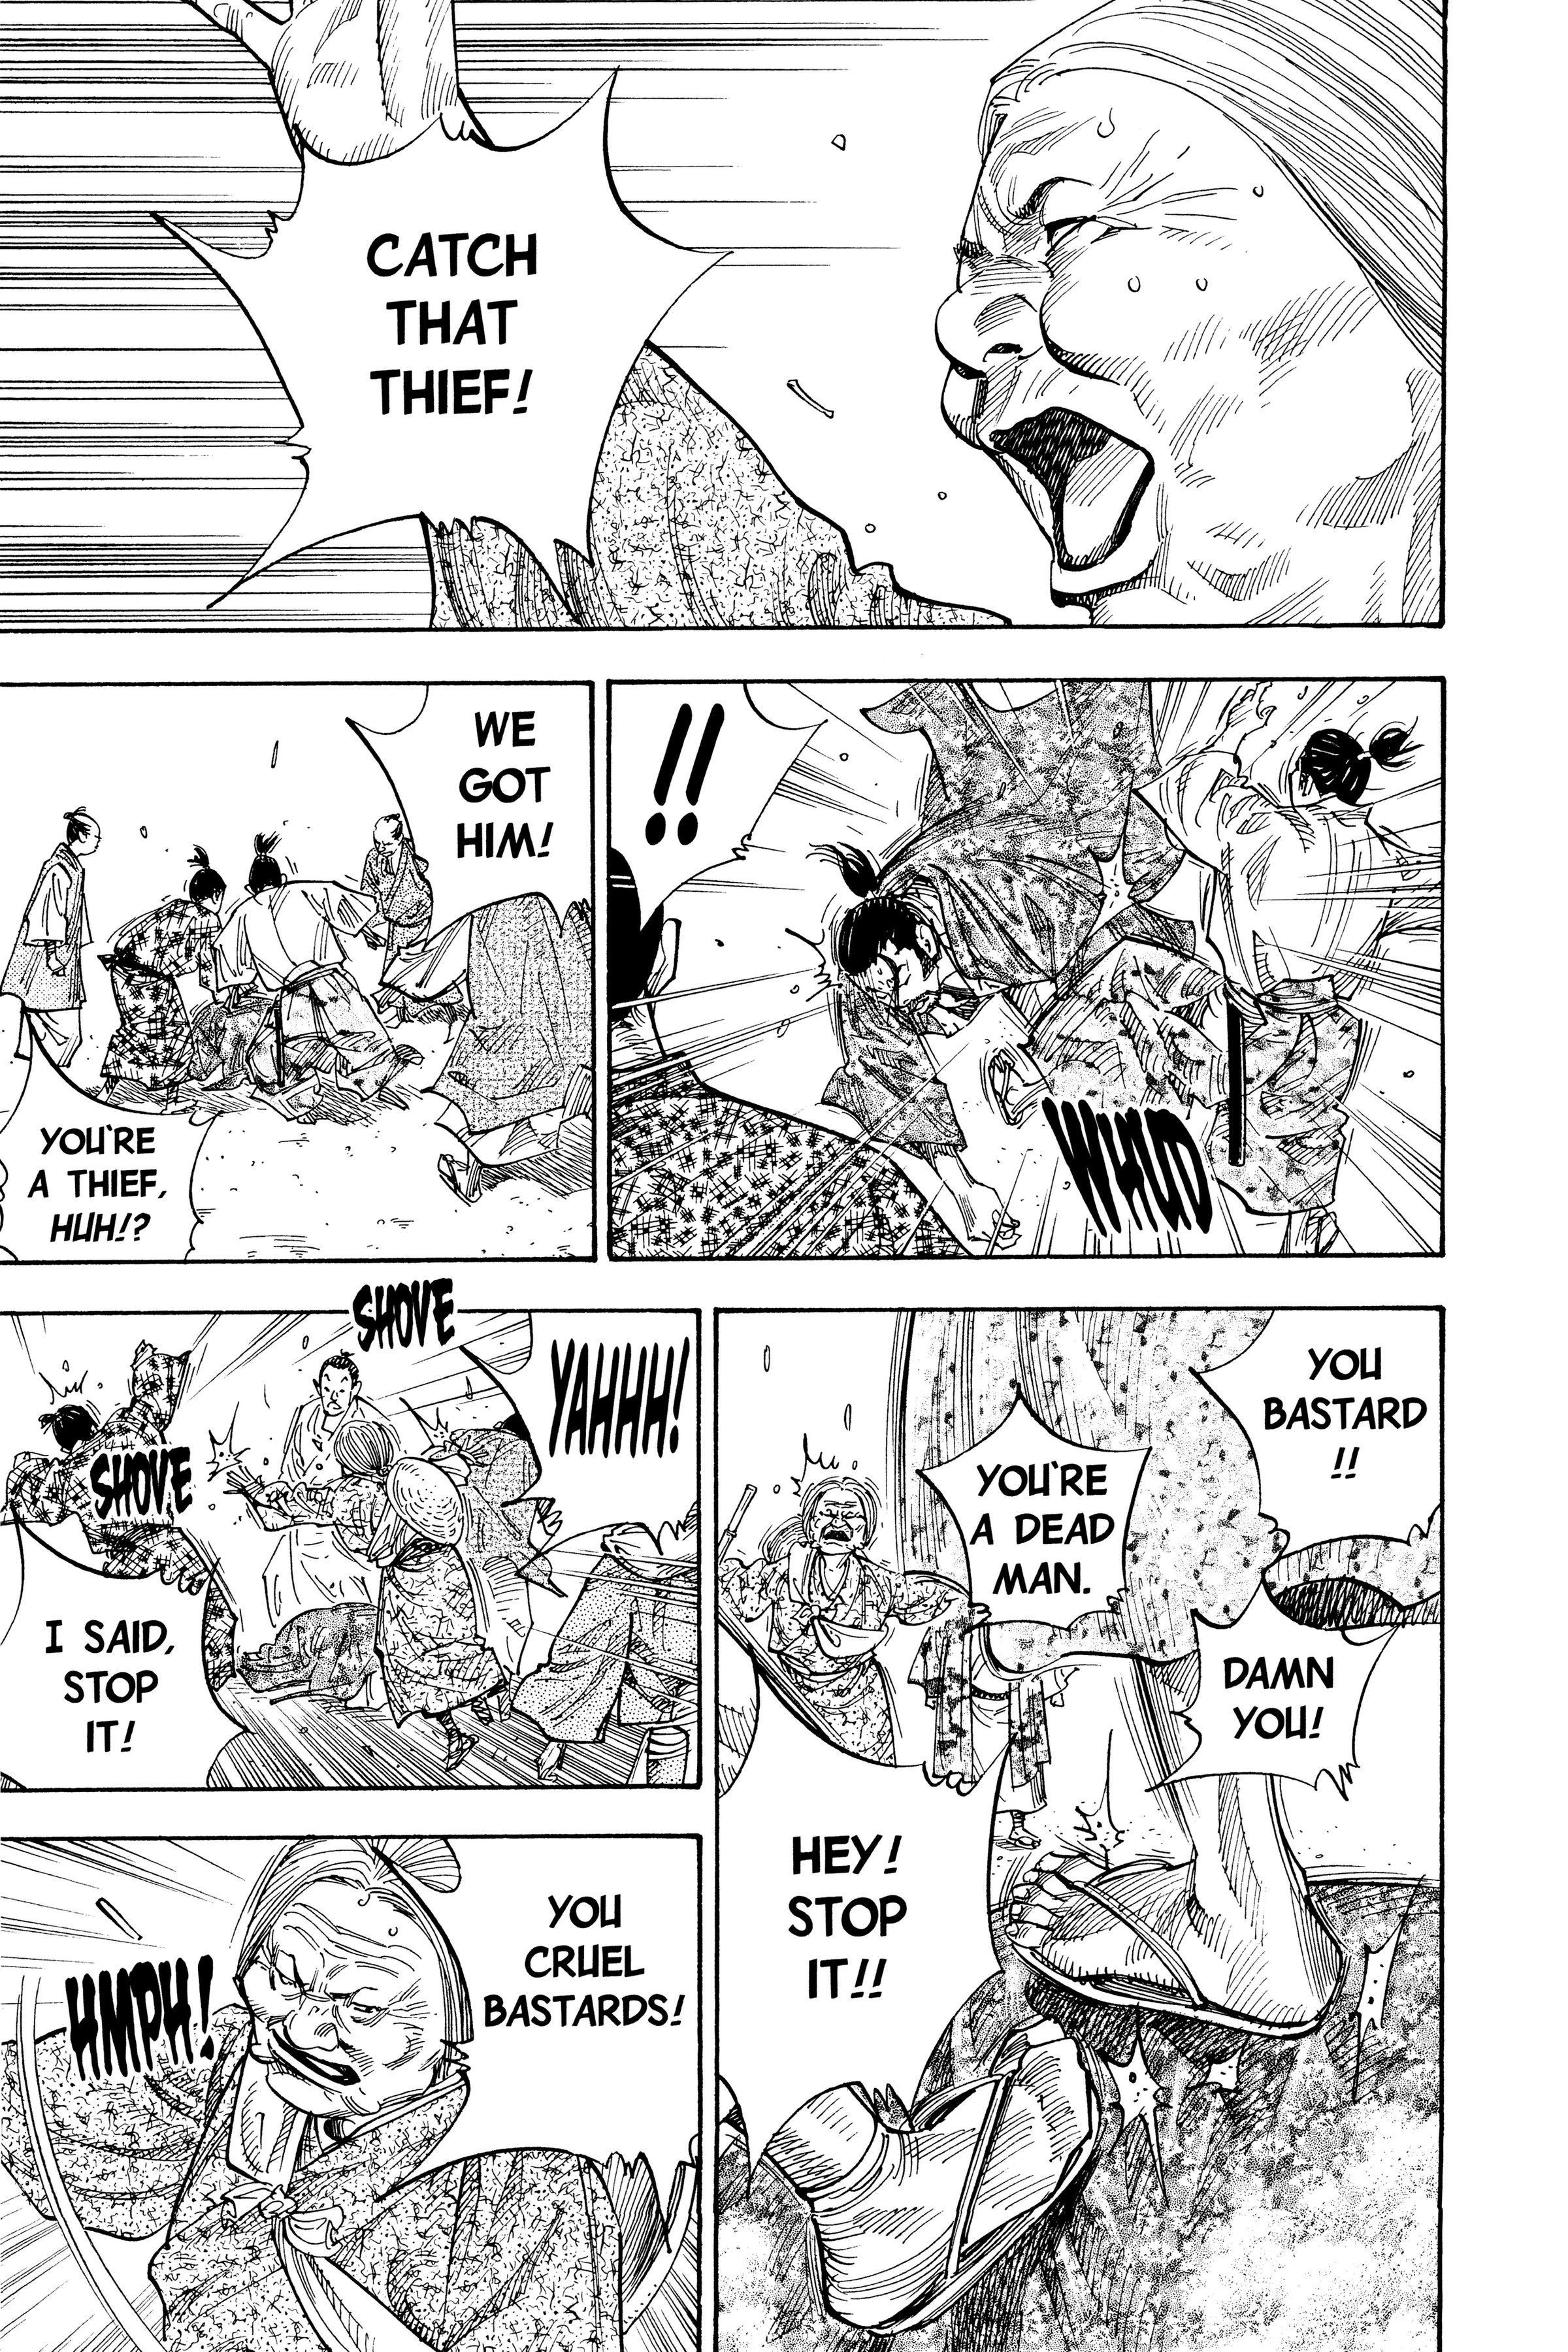 CATCH
THAT
THIEF!
!!
WHUD
WE
GOT
HIM!
YOU'RE
A THIEF,
HUH!?
YOU
BASTARD
!!
YOU'RE
A DEAD
MAN.
DAMN
YOU!
HEY!
STOP
IT!!
YAHHH!
SHOVE
SHOVE
I SAID,
STOP
IT!
YOU
CRUEL
BASTARDS!
HMPH!